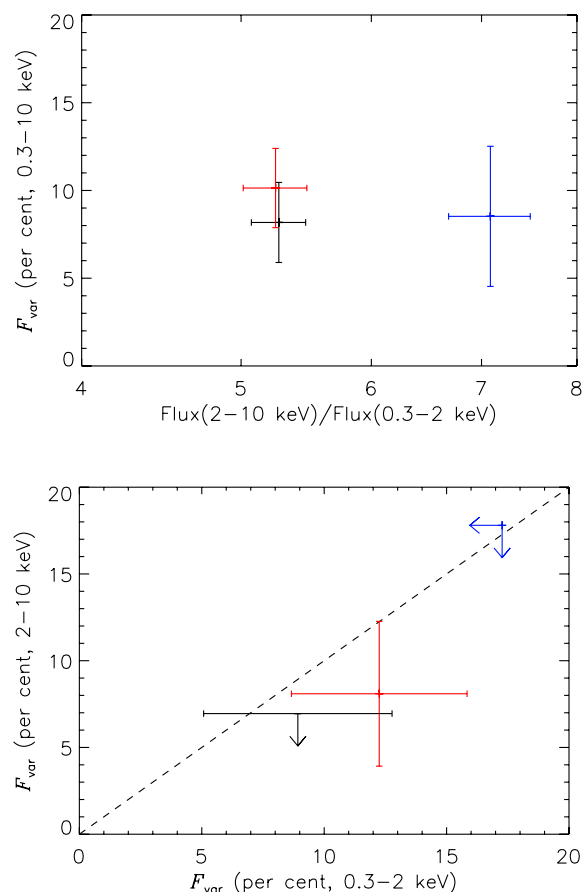 20
15
10
5
0
F_var (per cent, 0.3−10 keV)
4 5 6 7 8
Flux(2−10 keV)/Flux(0.3−2 keV)
20
15
10
5
0
F_var (per cent, 2−10 keV)
0 5 10 15 20
F_var (per cent, 0.3−2 keV)